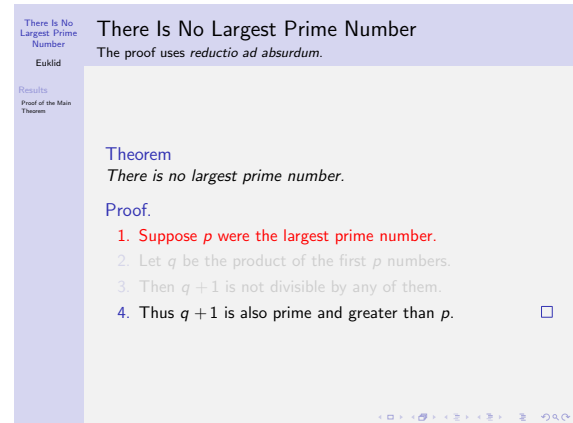 There Is No
Largest Prime
Number
Euklid
Results
Proof of the Main
Theorem
There Is No Largest Prime Number
The proof uses reductio ad absurdum.
Theorem
There is no largest prime number.
Proof.
1. Suppose p were the largest prime number.
2. Let q be the product of the first p numbers.
3. Then q + 1 is not divisible by any of them.
4. Thus q + 1 is also prime and greater than p.